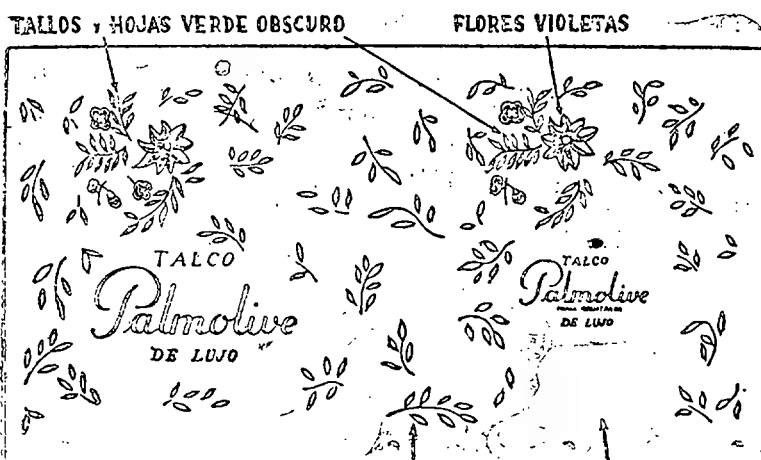 TALLOS Y HOJAS VERDE OBSCURO
FLORES VIOLETAS
TALCO
Palmolive
DE LUJO
TALCO
Palmolive
DE LUJO